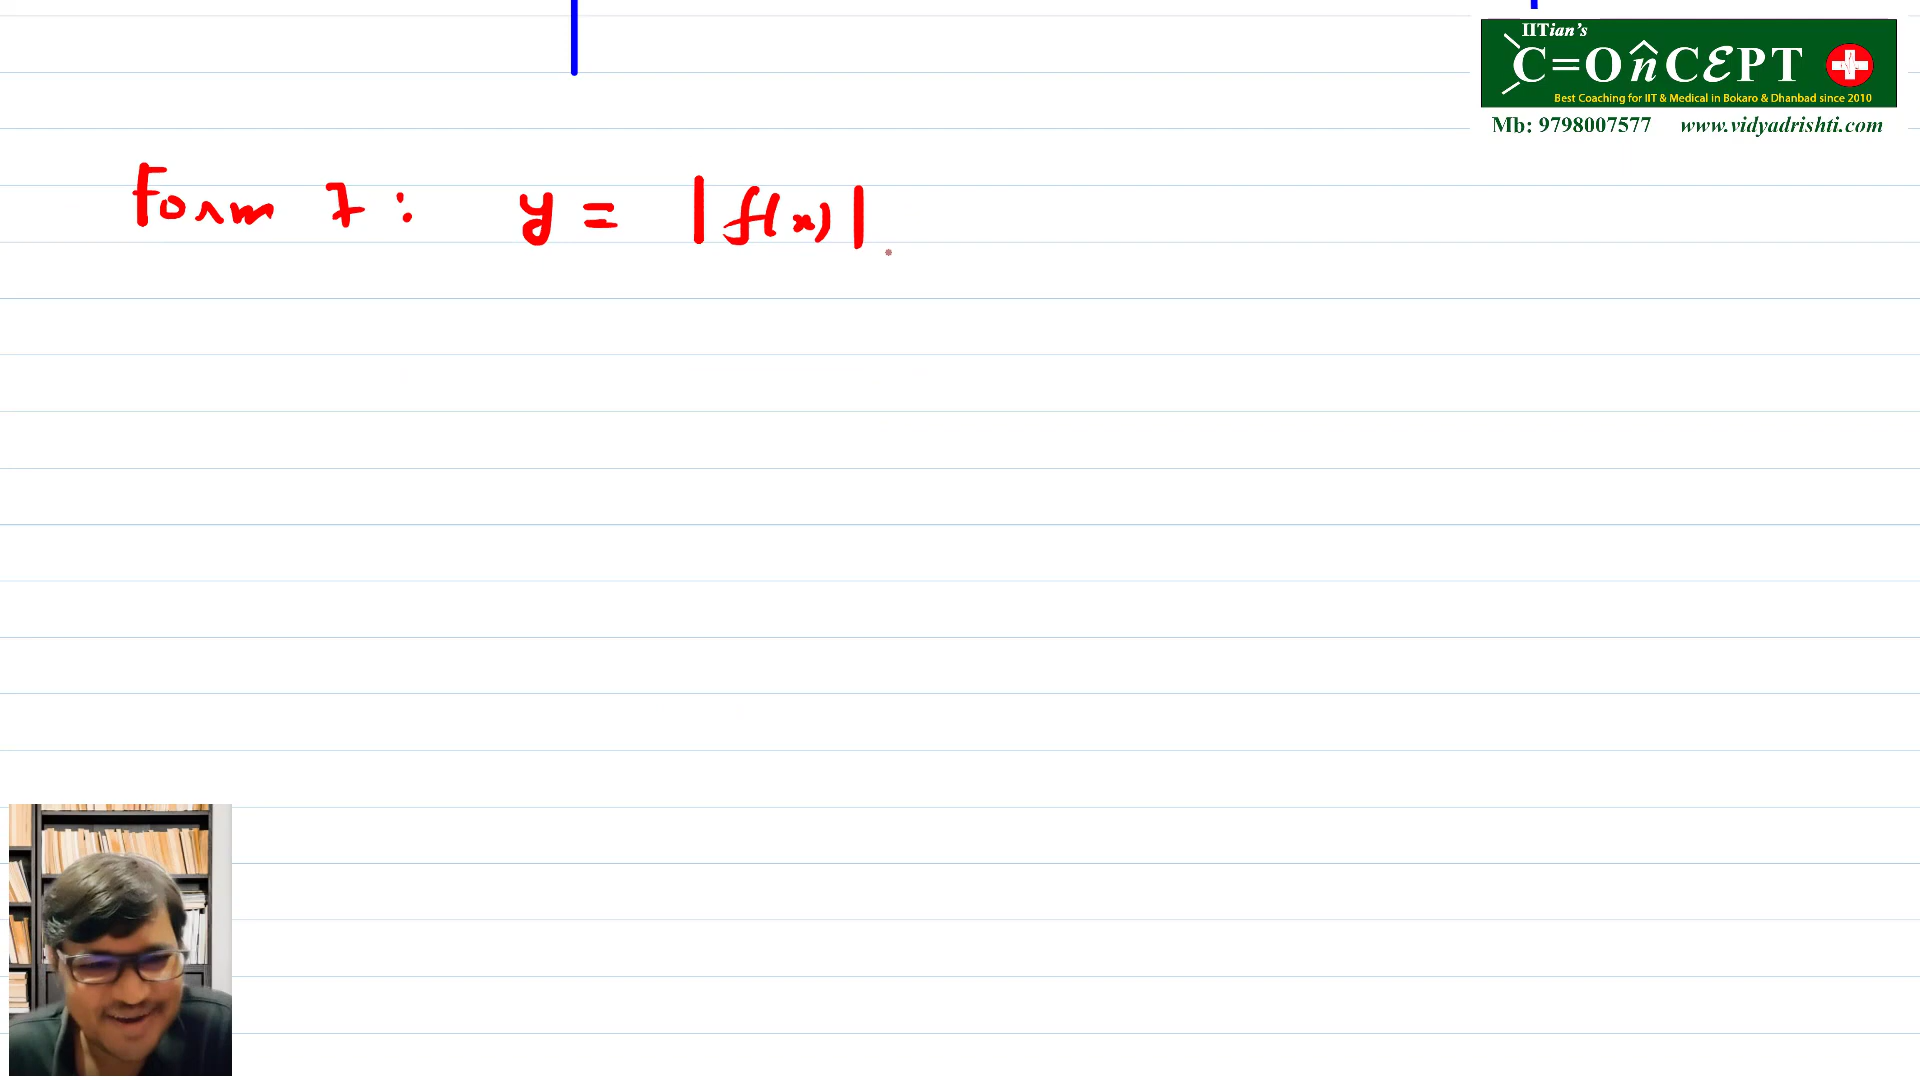 IITian's
C=OnCEPT
Best Coaching for IIT & Medical in Bokaro & Dhanbad since 2010
Mb: 9798007577 www.vidyadrishti.com
Form 7 : y = |f(x)|